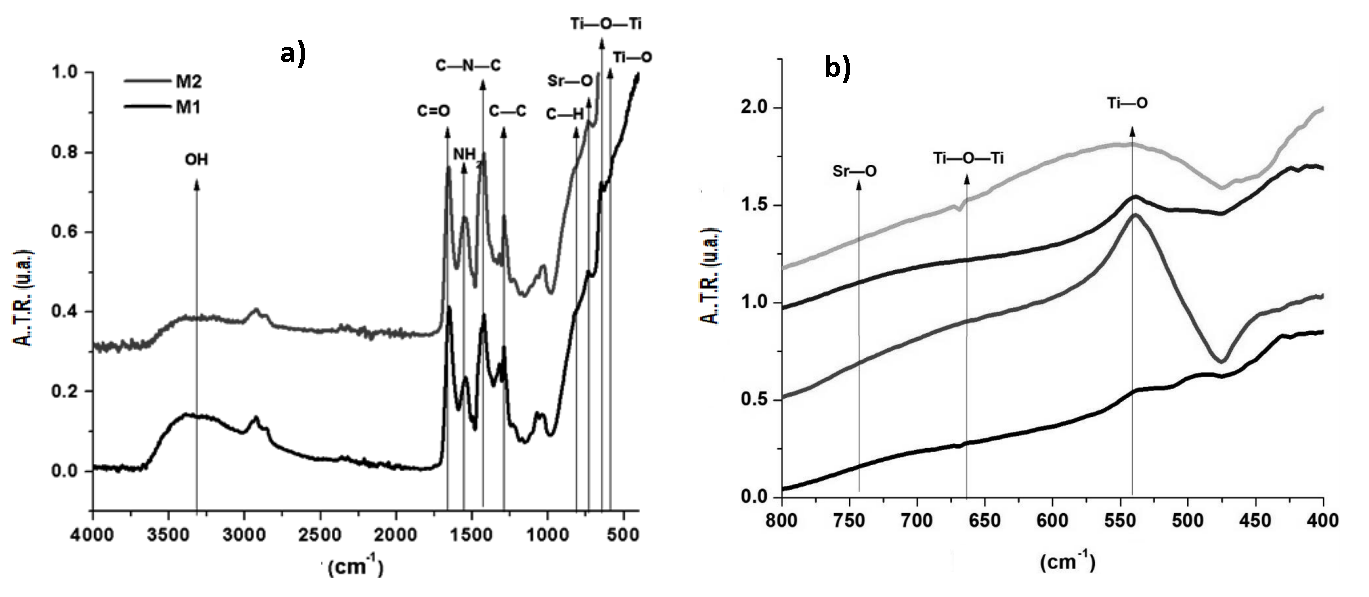 a)
Ti—O—Ti
Ti—O
C—N—C
Sr—O
C=O
C—C
C—H
M2
M1
OH
NH2
1.0
0.8
0.6
0.4
0.2
0.0
A..T.R. (u.a.)
4000 3500 3000 2500 2000 1500 1000 500
(cm-1)
b)
Ti—O
Ti—O—Ti
Sr—O
2.0
1.5
1.0
0.5
0.0
A..T.R. (u.a.)
800 750 700 650 600 550 500 450 400
(cm-1)